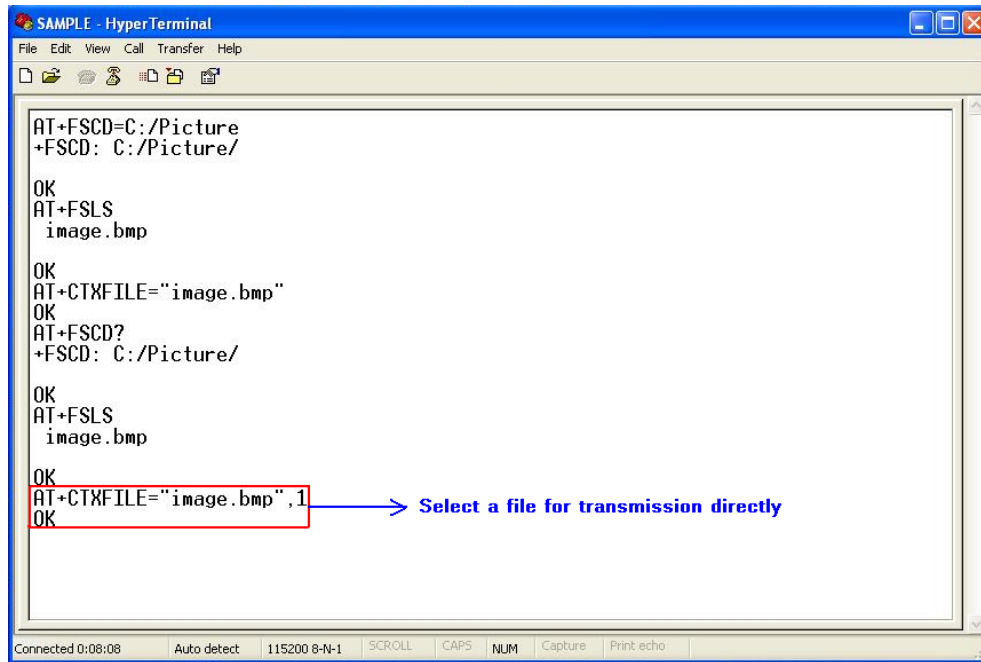 SAMPLE - HyperTerminal
File Edit View Call Transfer Help
AT+FSCD=C:/Picture
+FSCD: C:/Picture/
OK
AT+FSLS
image.bmp
OK
AT+CTXFILE="image.bmp"
OK
AT+FSCD?
+FSCD: C:/Picture/
OK
AT+FSLS
image.bmp
OK
AT+CTXFILE="image.bmp",1
OK
Select a file for transmission directly
Connected 0:08:08 Auto detect 115200 8-N-1 SCROLL CAPS NUM Capture Print echo